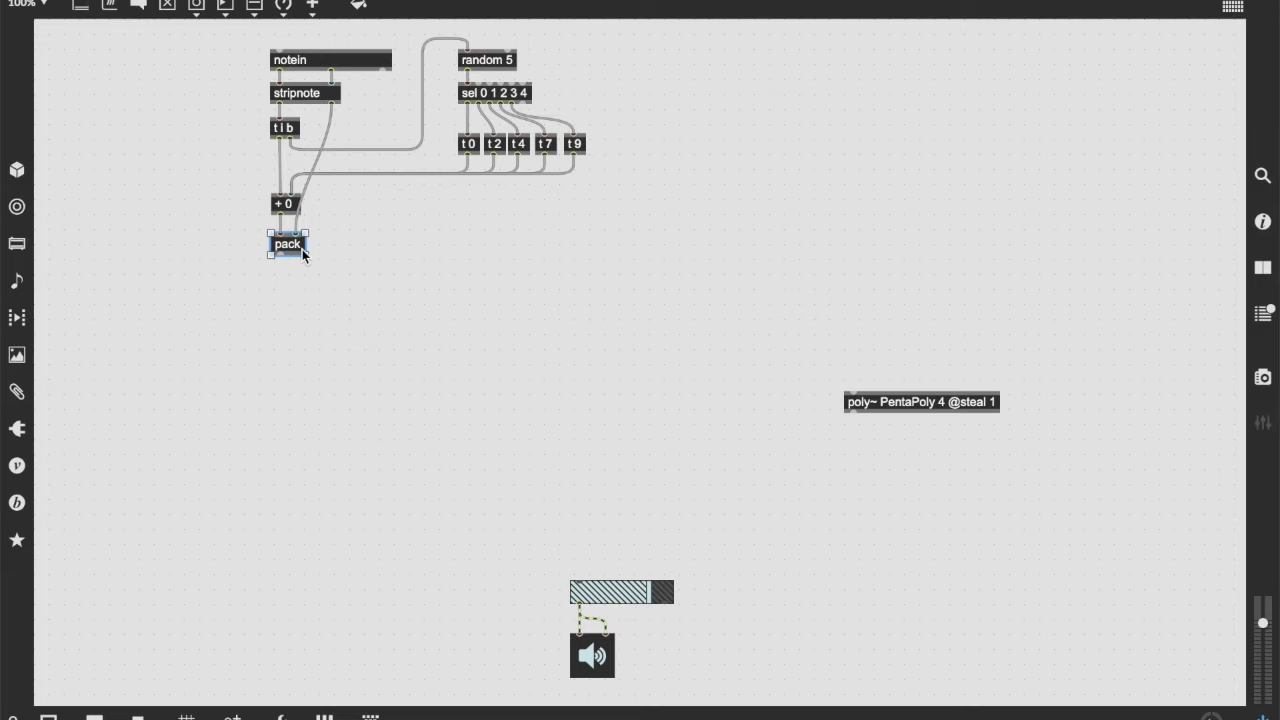 100%
notein
random 5
stripnote
sel 0 1 2 3 4
t i b
t 0
t 2
t 4
t 7
t 9
+ 0
pack
poly~ PentaPoly 4 @steal 1